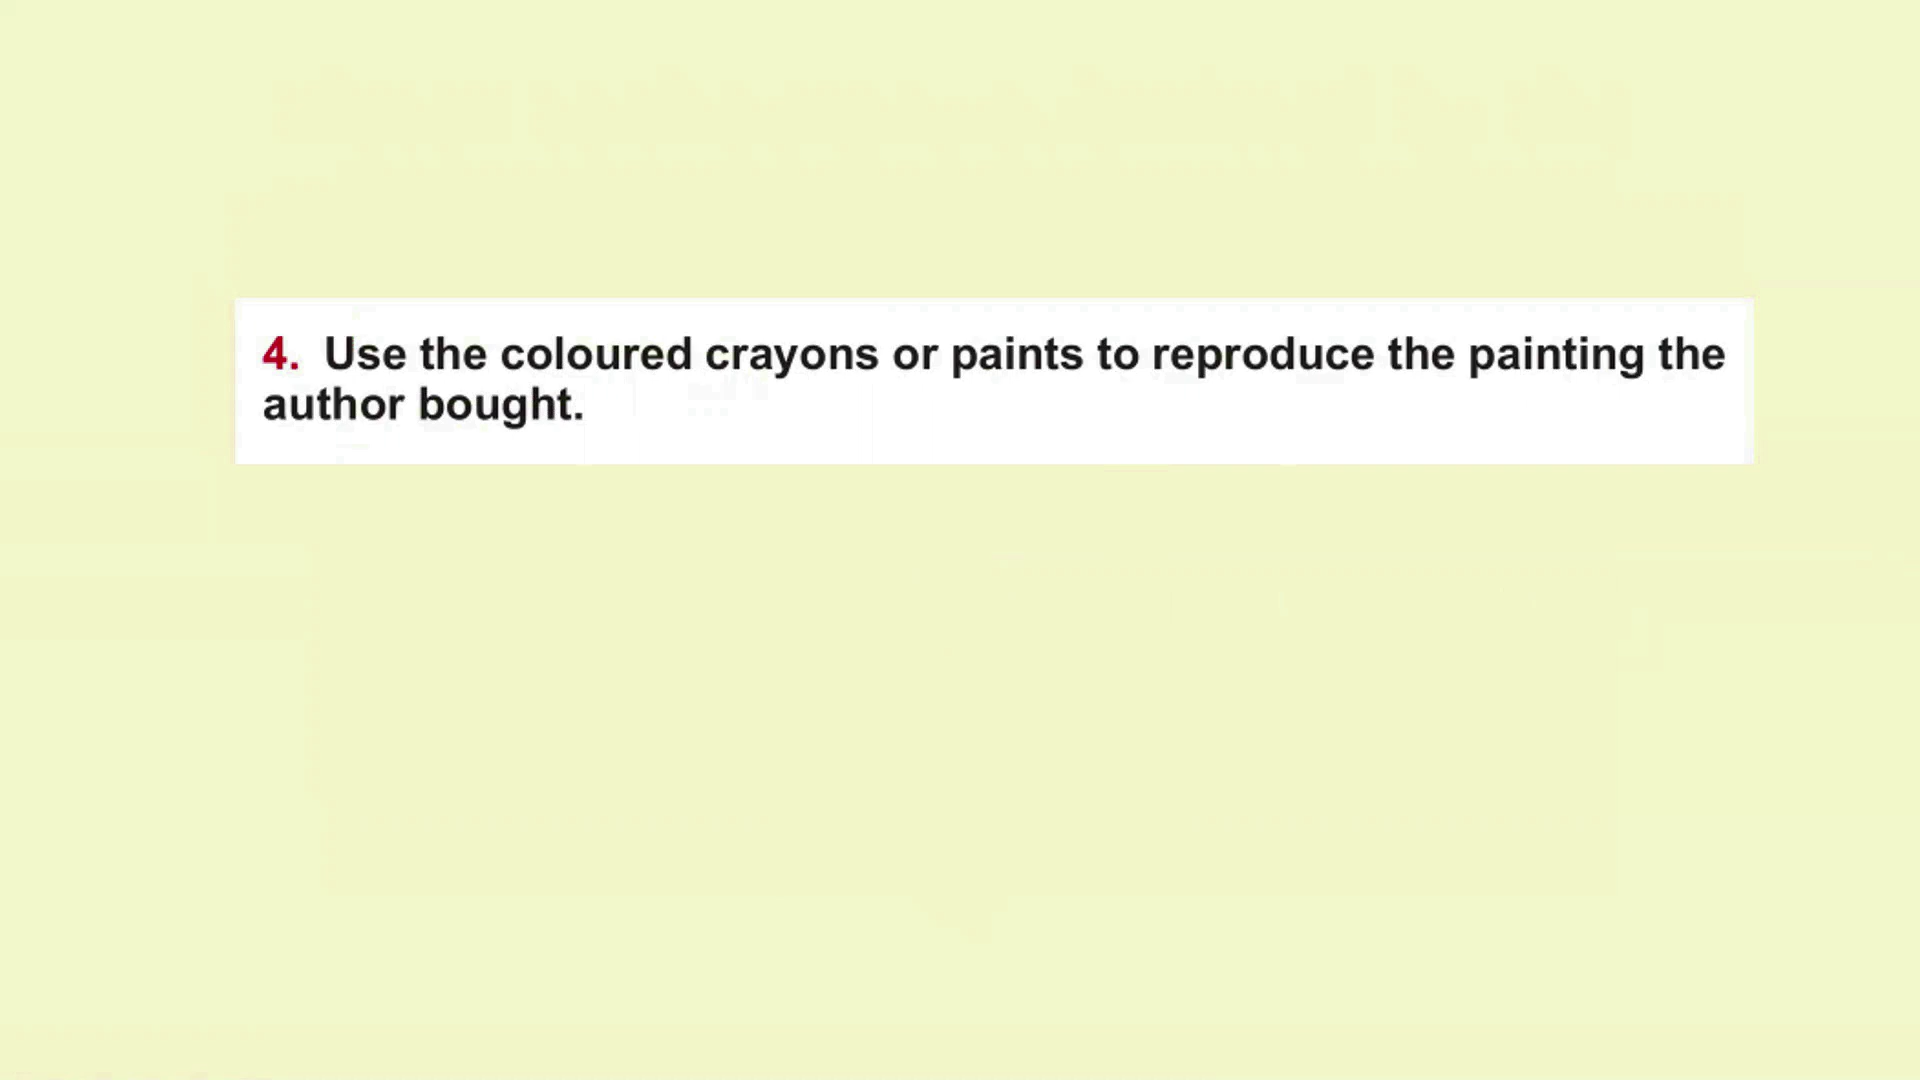 4. Use the coloured crayons or paints to reproduce the painting the
author bought.